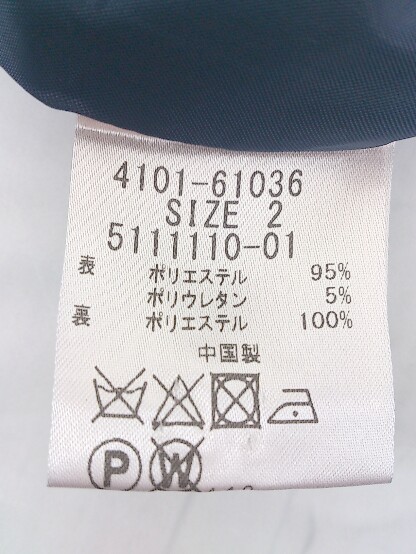 4101-61036
SIZE 2
5111110-01
表 ポリエステル 95%
ポリウレタン 5%
裏 ポリエステル 100%
中国製
P W